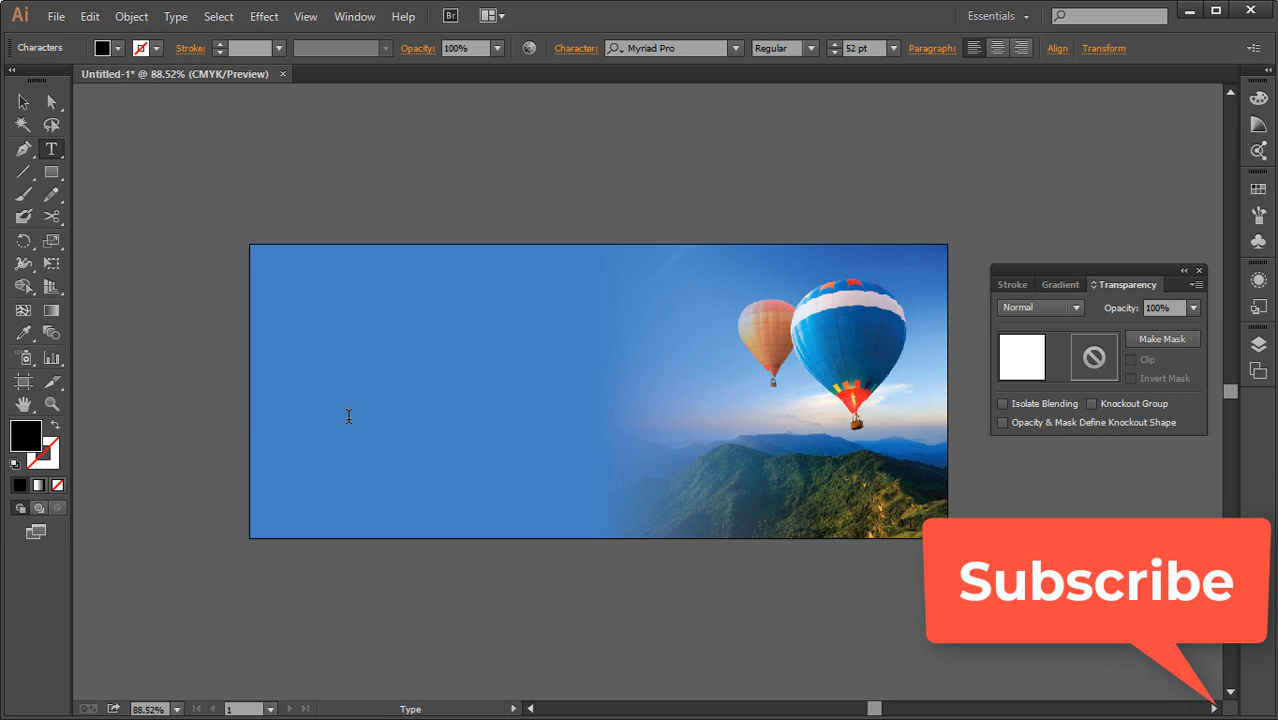 Ai File Edit Object Type Select Effect View Window Help Br Essentials
Characters Stroke: Opacity: 100% Character: Myriad Pro Regular 52 pt Paragraph: Align Transform
Untitled-1* @ 88.52% (CMYK/Preview)
T
Stroke Gradient Transparency
Normal Opacity: 100%
Make Mask
Clip
Invert Mask
Isolate Blending Knockout Group
Opacity & Mask Define Knockout Shape
Subscribe
88.52% 1 Type